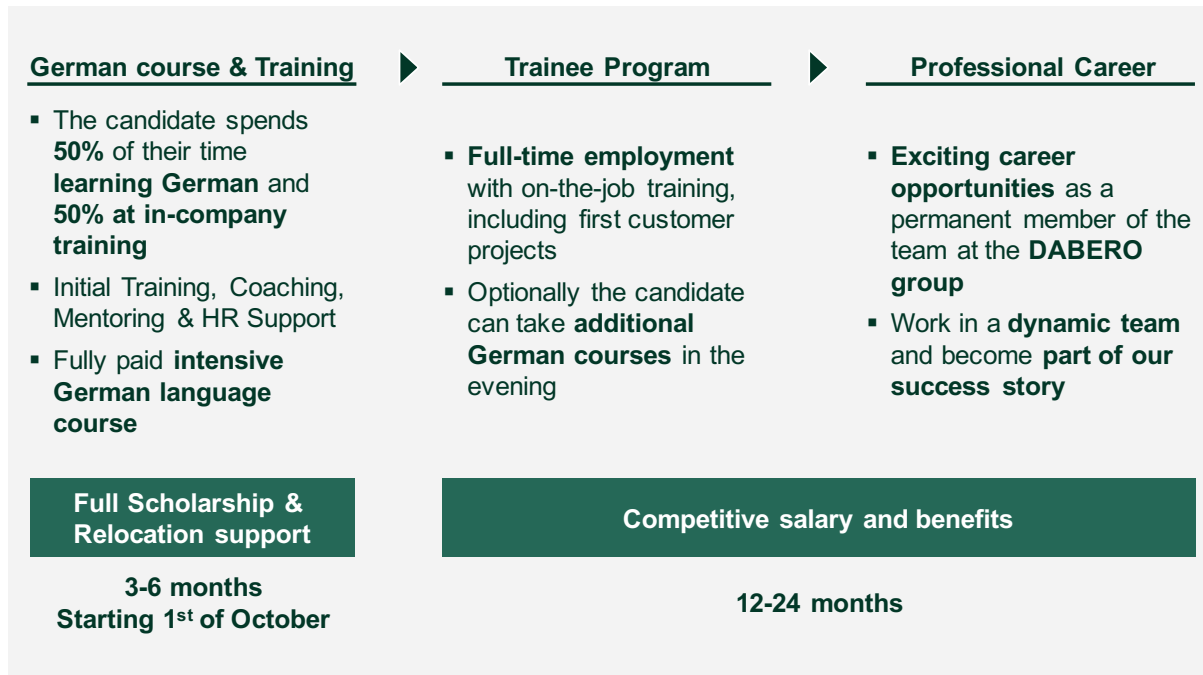 German course & Training
▪ The candidate spends
50% of their time
learning German and
50% at in-company
training
▪ Initial Training, Coaching,
Mentoring & HR Support
▪ Fully paid intensive
German language
course
Full Scholarship &
Relocation support
3-6 months
Starting 1st of October
Trainee Program
▪ Full-time employment
with on-the-job training,
including first customer
projects
▪ Optionally the candidate
can take additional
German courses in the
evening
Professional Career
▪ Exciting career
opportunities as a
permanent member of the
team at the DABERO
group
▪ Work in a dynamic team
and become part of our
success story
Competitive salary and benefits
12-24 months